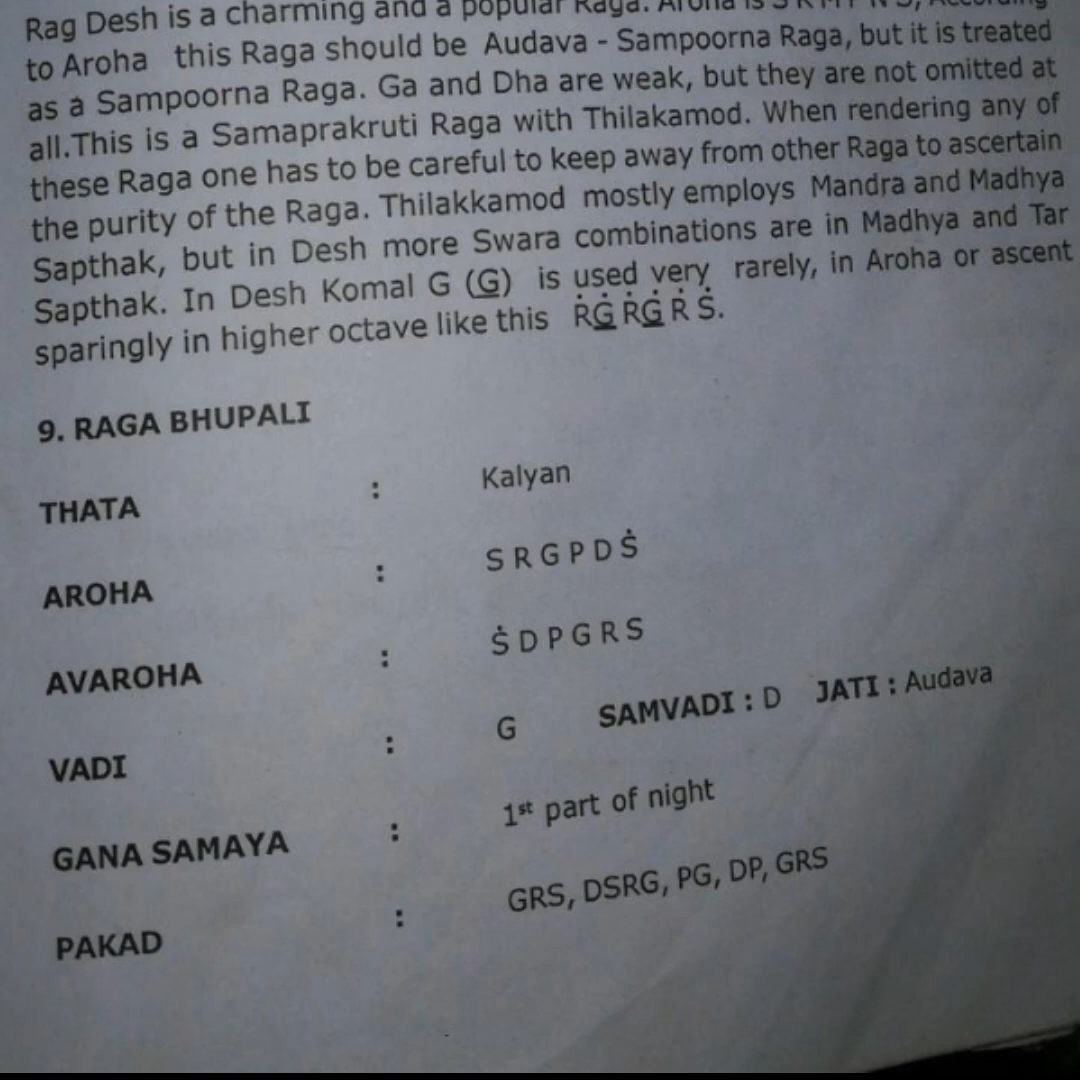 Rag Desh is a charming and a popular Raga. Aroha is S R M P N S, According
to Aroha this Raga should be Audava - Sampoorna Raga, but it is treated
as a Sampoorna Raga. Ga and Dha are weak, but they are not omitted at
all.This is a Samaprakruti Raga with Thilakamod. When rendering any of
these Raga one has to be careful to keep away from other Raga to ascertain
the purity of the Raga. Thilakkamod mostly employs Mandra and Madhya
Sapthak, but in Desh more Swara combinations are in Madhya and Tar
Sapthak. In Desh Komal G (G̲) is used very rarely, in Aroha or ascent
sparingly in higher octave like this ṘĠ̲ ṘĠ̲ Ṙ Ṡ.
9. RAGA BHUPALI
THATA : Kalyan
AROHA : S R G P D Ṡ
AVAROHA : Ṡ D P G R S
VADI : G SAMVADI : D JATI : Audava
GANA SAMAYA : 1st part of night
PAKAD : GRS, DSRG, PG, DP, GRS